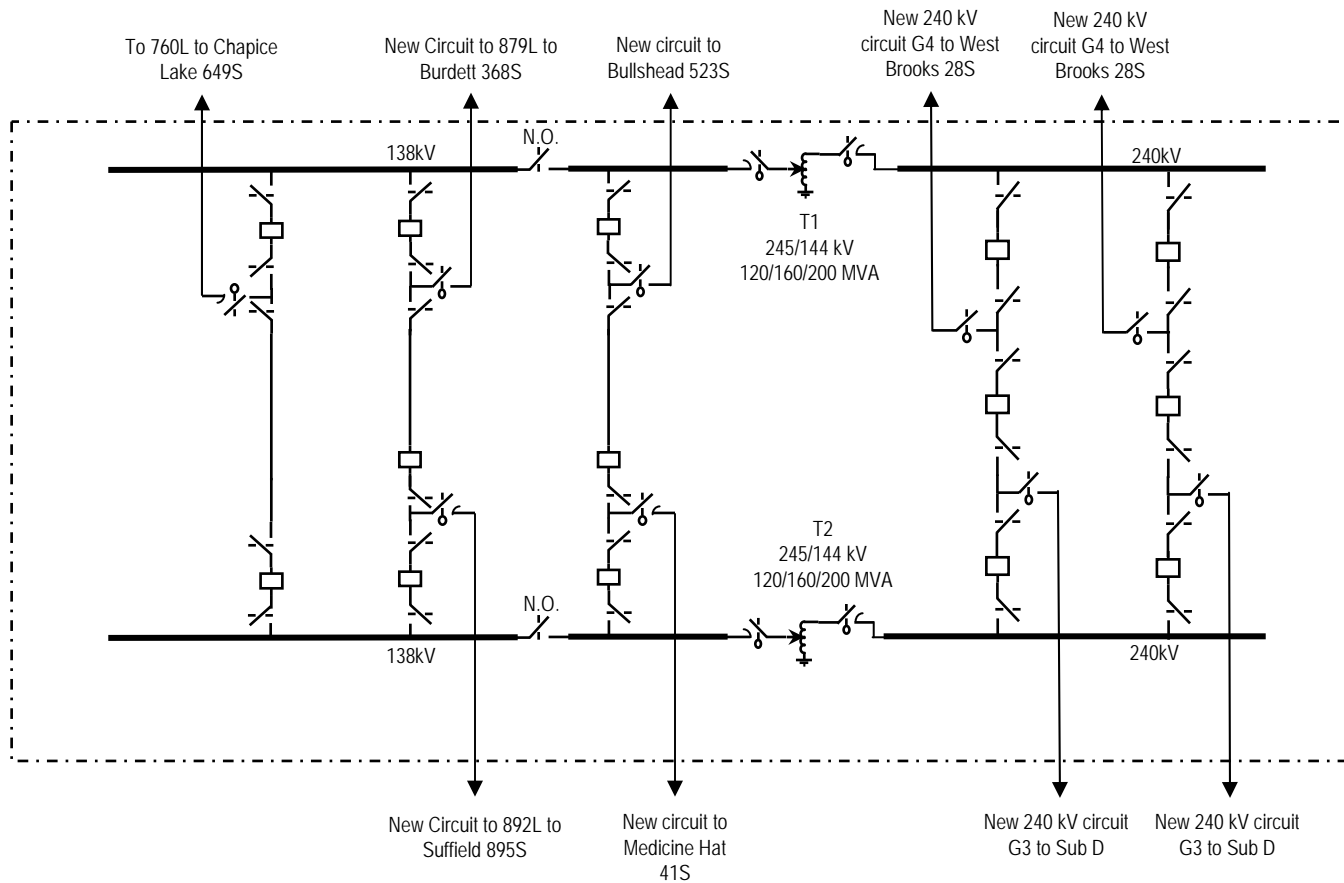 To 760L to Chapice
Lake 649S
New Circuit to 879L to
Burdett 368S
New circuit to
Bullshead 523S
New 240 kV
circuit G4 to West
Brooks 28S
New 240 kV
circuit G4 to West
Brooks 28S
N.O.
138kV
240kV
T1
245/144 kV
120/160/200 MVA
T2
245/144 kV
120/160/200 MVA
N.O.
138kV
240kV
New Circuit to 892L to
Suffield 895S
New circuit to
Medicine Hat
41S
New 240 kV circuit
G3 to Sub D
New 240 kV circuit
G3 to Sub D